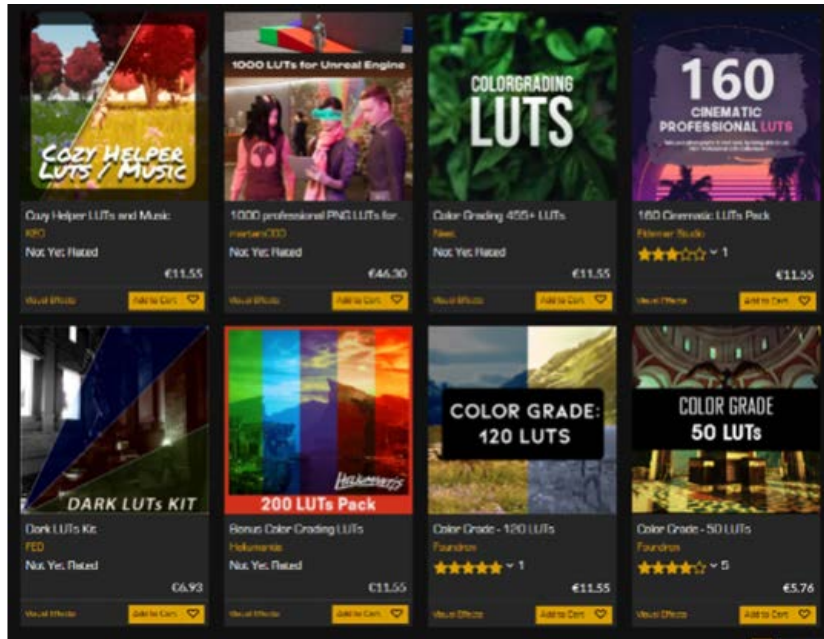 COZY HELPER
LUTS / MUSIC
Cozy Helper LUTs and Music
KEO
Not Yet Rated
€11.55
Visual Effects
Add to Cart
1000 LUTs for Unreal Engine
1000 professional PNG LUTs for...
Not Yet Rated
€46.30
Visual Effects
Add to Cart
COLORGRADING
LUTS
Color Grading 455+ LUTs
Not Yet Rated
€11.55
Visual Effects
Add to Cart
160
CINEMATIC
PROFESSIONAL LUTS
160 Cinematic LUTs Pack
1
€11.55
Visual Effects
Add to Cart
DARK LUTs KIT
Dark LUTs Kit
FED
Not Yet Rated
€6.93
Visual Effects
Add to Cart
Heliumantis
200 LUTs Pack
Bonus Color Grading LUTs
Heliumantis
Not Yet Rated
€11.55
Visual Effects
Add to Cart
COLOR GRADE:
120 LUTS
Color Grade - 120 LUTs
Foundren
1
€11.55
Visual Effects
Add to Cart
COLOR GRADE
50 LUTs
Color Grade - 50 LUTs
Foundren
5
€5.76
Visual Effects
Add to Cart